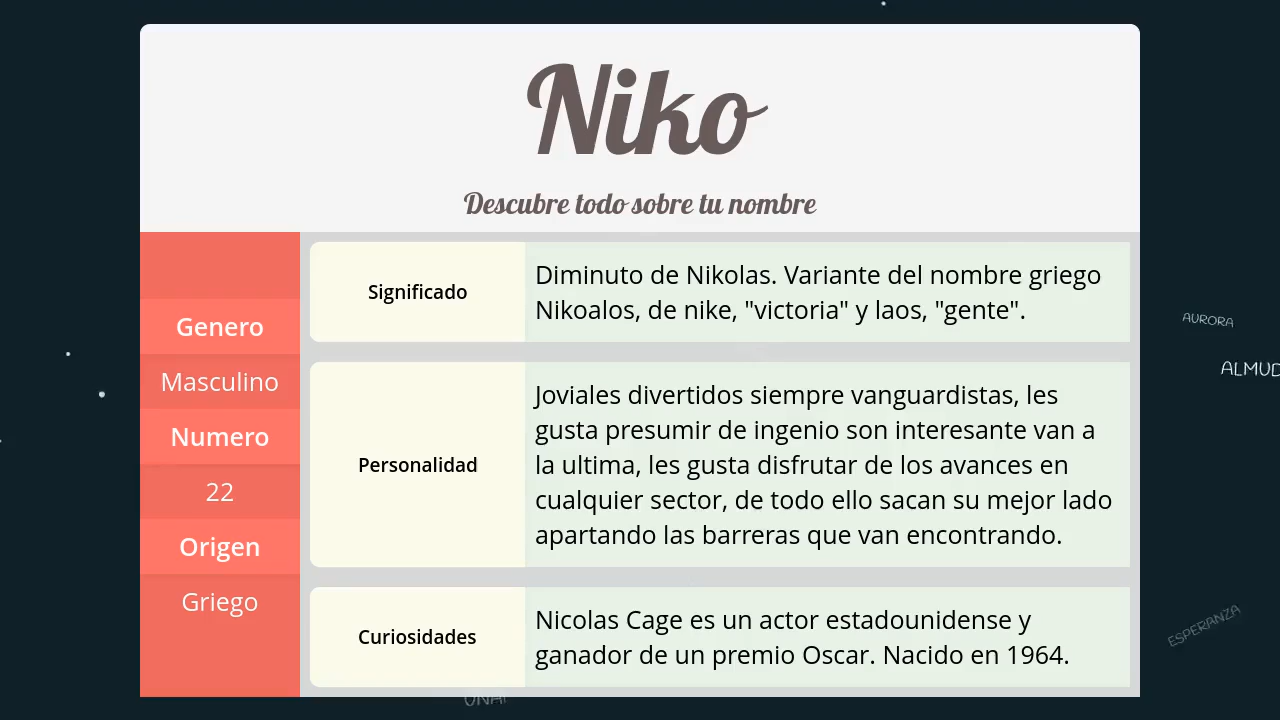 Niko
Descubre todo sobre tu nombre
Genero
Masculino
Numero
22
Origen
Griego
Significado
Diminuto de Nikolas. Variante del nombre griego
Nikoalos, de nike, "victoria" y laos, "gente".
Personalidad
Joviales divertidos siempre vanguardistas, les
gusta presumir de ingenio son interesante van a
la ultima, les gusta disfrutar de los avances en
cualquier sector, de todo ello sacan su mejor lado
apartando las barreras que van encontrando.
Curiosidades
Nicolas Cage es un actor estadounidense y
ganador de un premio Oscar. Nacido en 1964.
AURORA
ALMUD
ESPERANZA